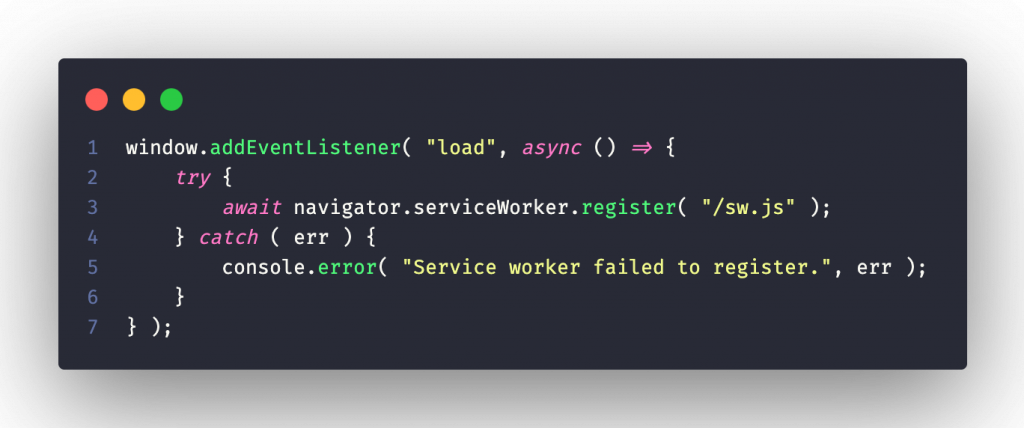 1 window.addEventListener( "load", async () => {
2 try {
3 await navigator.serviceWorker.register( "/sw.js" );
4 } catch ( err ) {
5 console.error( "Service worker failed to register.", err );
6 }
7 } );